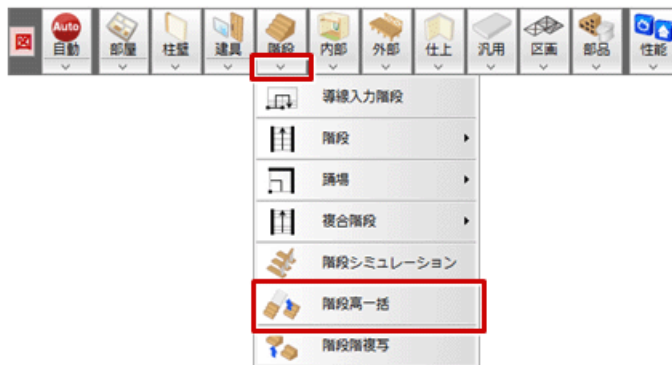 図
Auto
自動
部屋
柱壁
建具
階段
内部
外部
仕上
汎用
区画
部品
性能
導線入力階段
階段
踊場
複合階段
階段シミュレーション
階段高一括
階段階複写